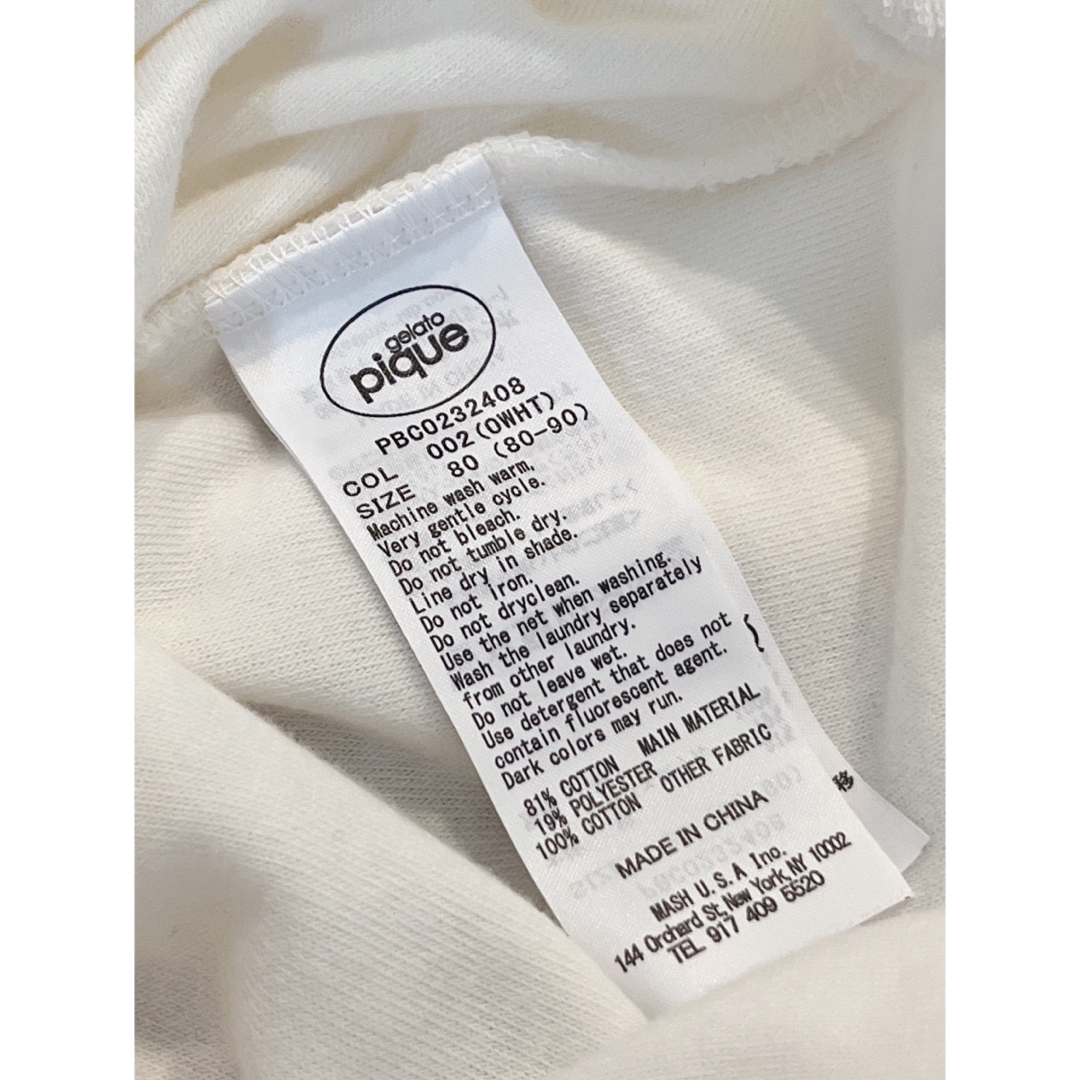 gelato
pique
PBC0232408
COL 002(OWHT)
SIZE 80 (80-90)
Machine wash warm,
Very gentle cycle.
Do not bleach.
Do not tumble dry.
Line dry in shade.
Do not iron.
Do not dryclean.
Use the net when washing.
Wash the laundry separately
from other laundry.
Do not leave wet.
Use detergent that does not
contain fluorescent agent.
Dark colors may run.
81% COTTON MAIN MATERIAL
19% POLYESTER
100% COTTON OTHER FABRIC
MADE IN CHINA
MASH U.S.A Inc.
144 Orchard St, New York, NY 10002
TEL 917 409 5520
移